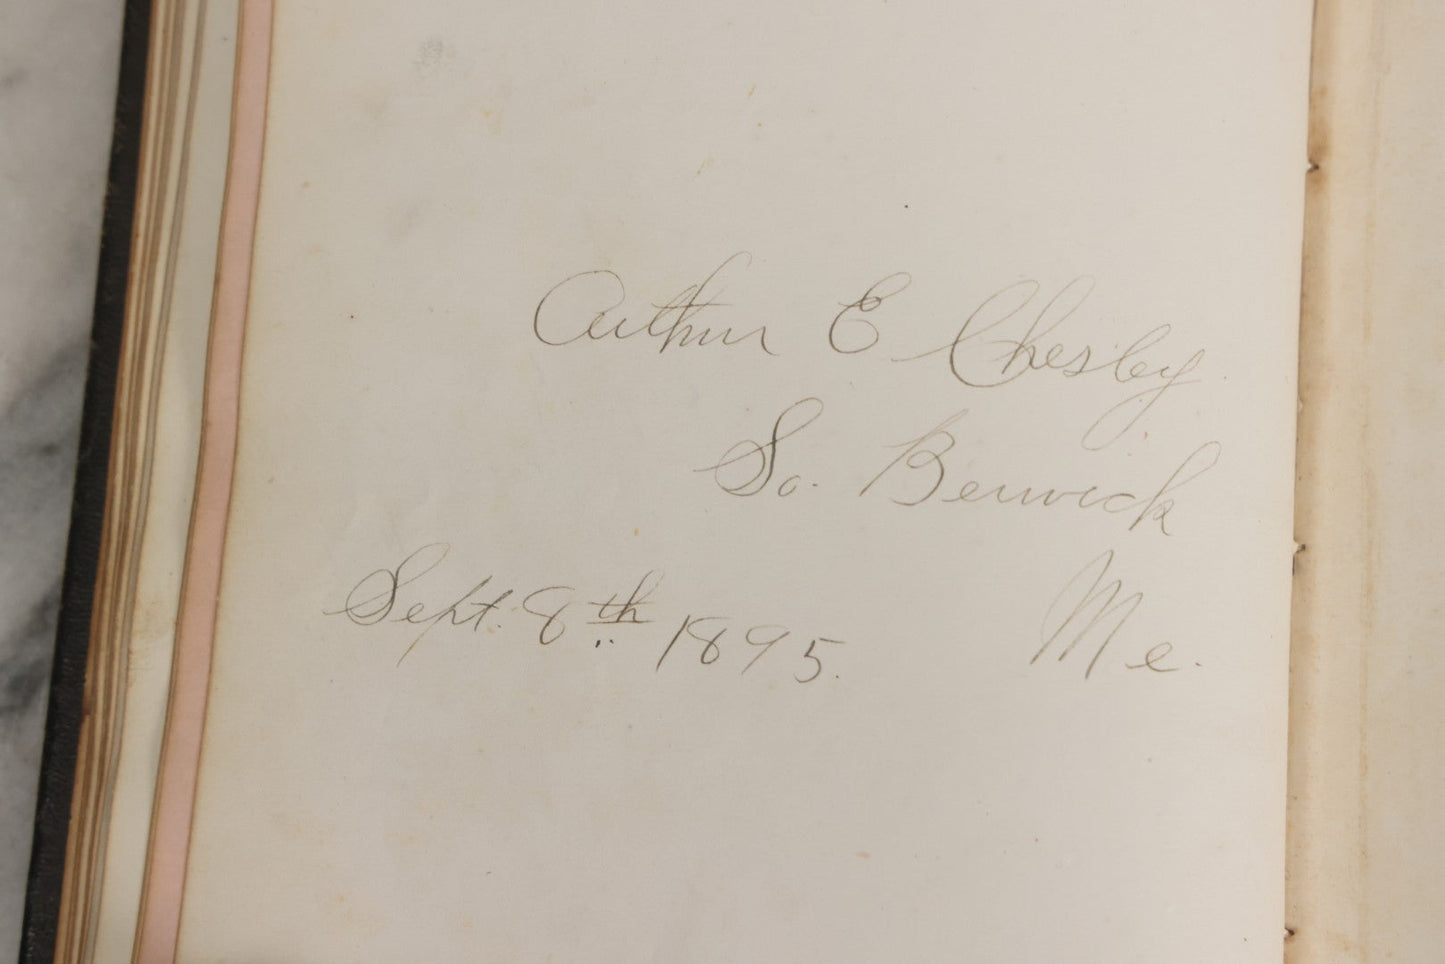 Arthur E Chesley
So. Berwick
Me.
Sept. 8th 1895.